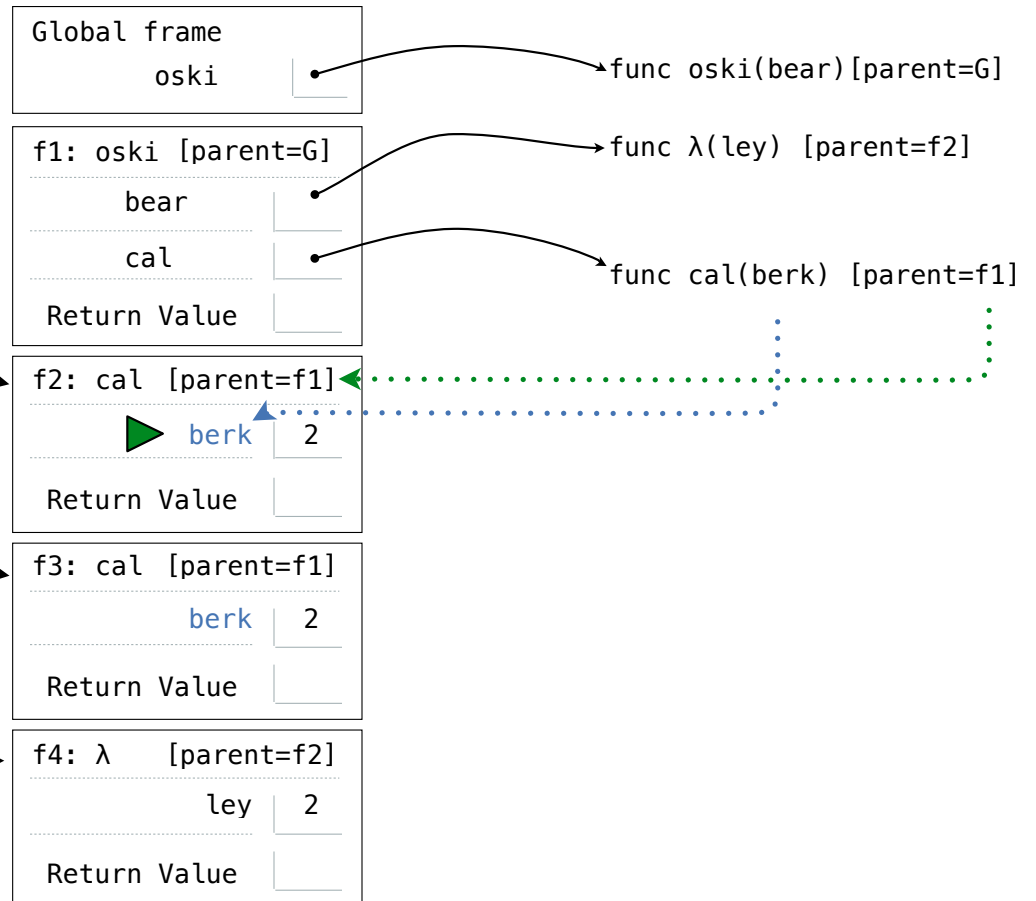 Global frame
oski
func oski(bear)[parent=G]
f1: oski [parent=G]
func λ(ley) [parent=f2]
bear
cal
func cal(berk) [parent=f1]
Return Value
f2: cal [parent=f1]
berk 2
Return Value
f3: cal [parent=f1]
berk 2
Return Value
f4: λ [parent=f2]
ley 2
Return Value